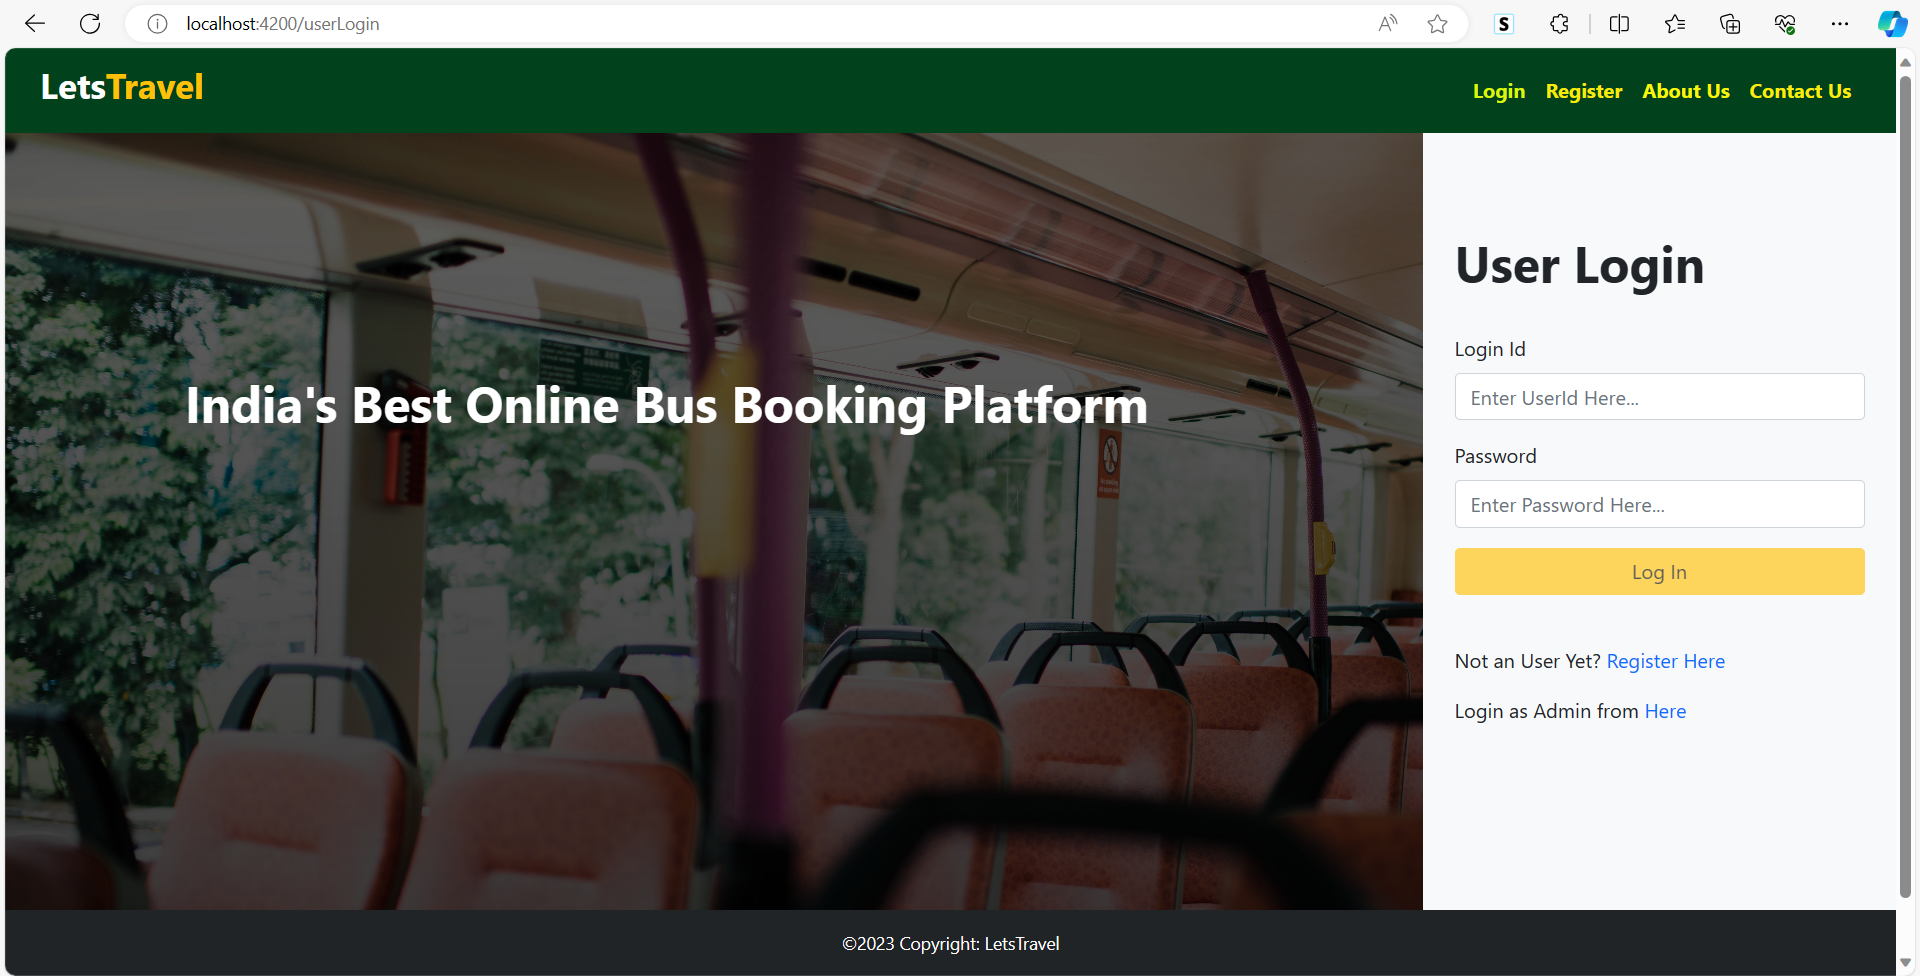 localhost:4200/userLogin
LetsTravel
Login Register About Us Contact Us
India's Best Online Bus Booking Platform
User Login
Login Id
Enter UserId Here...
Password
Enter Password Here...
Log In
Not an User Yet? Register Here
Login as Admin from Here
©2023 Copyright: LetsTravel